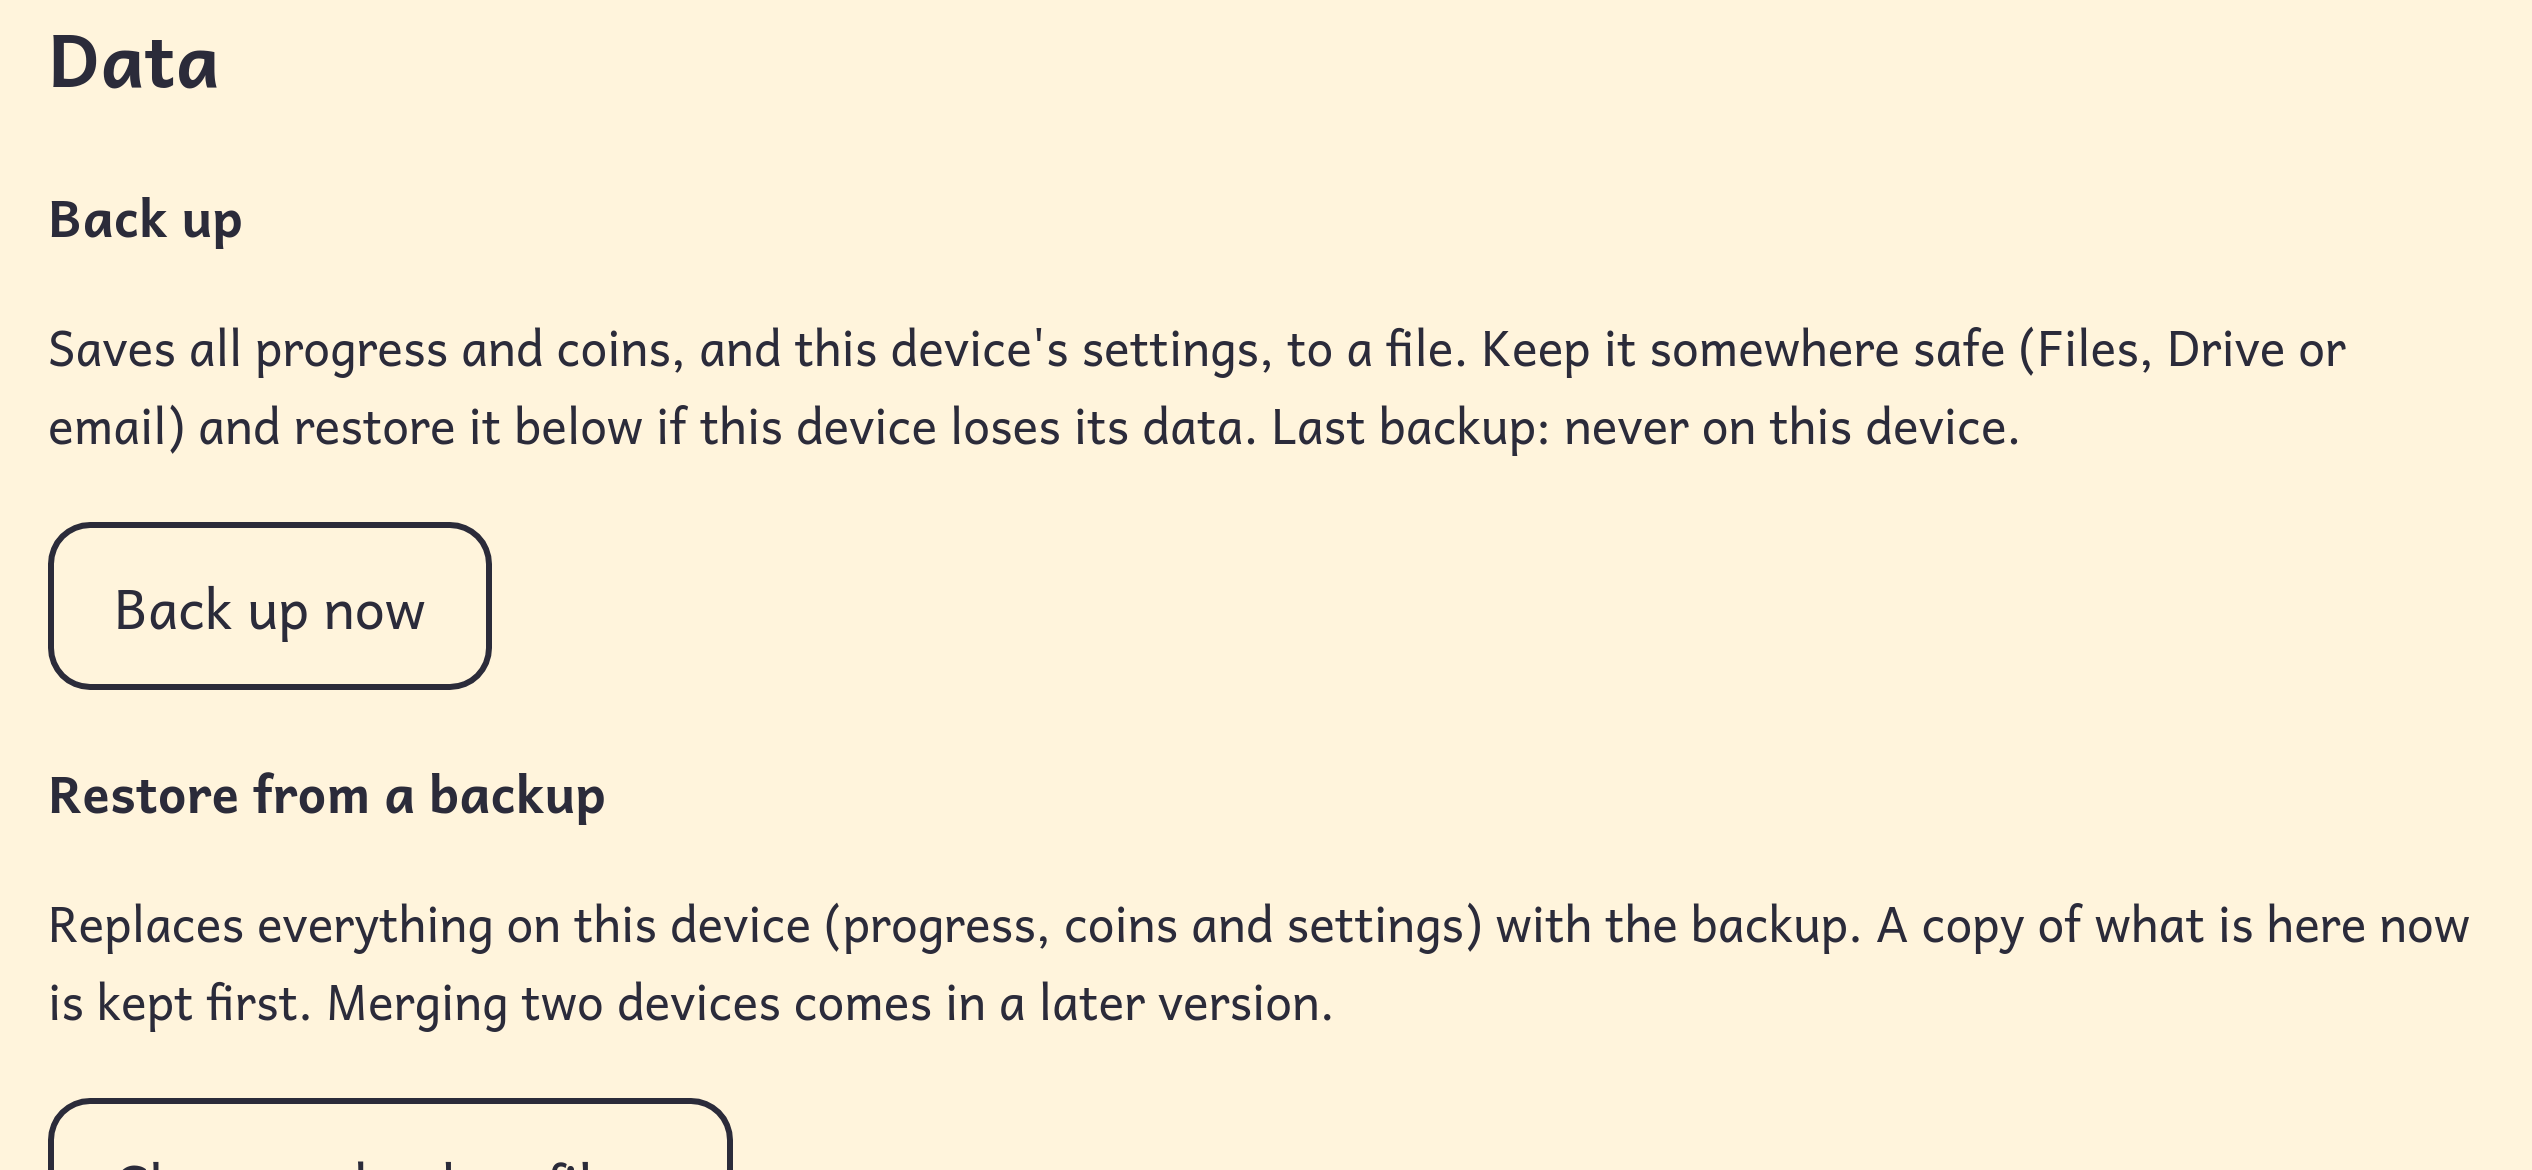 Data
Back up
Saves all progress and coins, and this device's settings, to a file. Keep it somewhere safe (Files, Drive or
email) and restore it below if this device loses its data. Last backup: never on this device.
Back up now
Restore from a backup
Replaces everything on this device (progress, coins and settings) with the backup. A copy of what is here now
is kept first. Merging two devices comes in a later version.